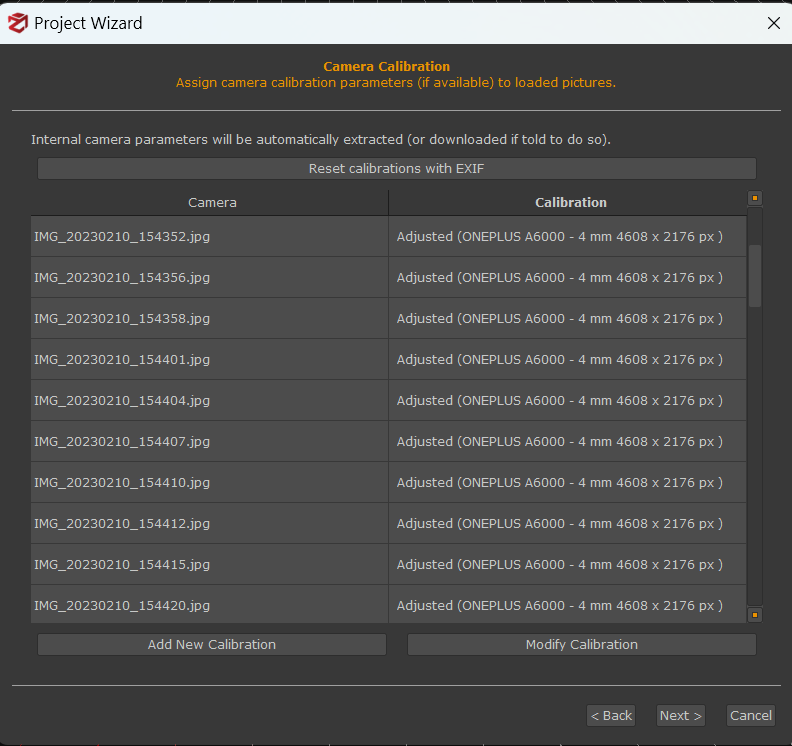 Project Wizard
Camera Calibration
Assign camera calibration parameters (if available) to loaded pictures.
Internal camera parameters will be automatically extracted (or downloaded if told to do so).
Reset calibrations with EXIF
Camera Calibration
IMG_20230210_154352.jpg Adjusted (ONEPLUS A6000 - 4 mm 4608 x 2176 px )
IMG_20230210_154356.jpg Adjusted (ONEPLUS A6000 - 4 mm 4608 x 2176 px )
IMG_20230210_154358.jpg Adjusted (ONEPLUS A6000 - 4 mm 4608 x 2176 px )
IMG_20230210_154401.jpg Adjusted (ONEPLUS A6000 - 4 mm 4608 x 2176 px )
IMG_20230210_154404.jpg Adjusted (ONEPLUS A6000 - 4 mm 4608 x 2176 px )
IMG_20230210_154407.jpg Adjusted (ONEPLUS A6000 - 4 mm 4608 x 2176 px )
IMG_20230210_154410.jpg Adjusted (ONEPLUS A6000 - 4 mm 4608 x 2176 px )
IMG_20230210_154412.jpg Adjusted (ONEPLUS A6000 - 4 mm 4608 x 2176 px )
IMG_20230210_154415.jpg Adjusted (ONEPLUS A6000 - 4 mm 4608 x 2176 px )
IMG_20230210_154420.jpg Adjusted (ONEPLUS A6000 - 4 mm 4608 x 2176 px )
Add New Calibration Modify Calibration
< Back Next > Cancel